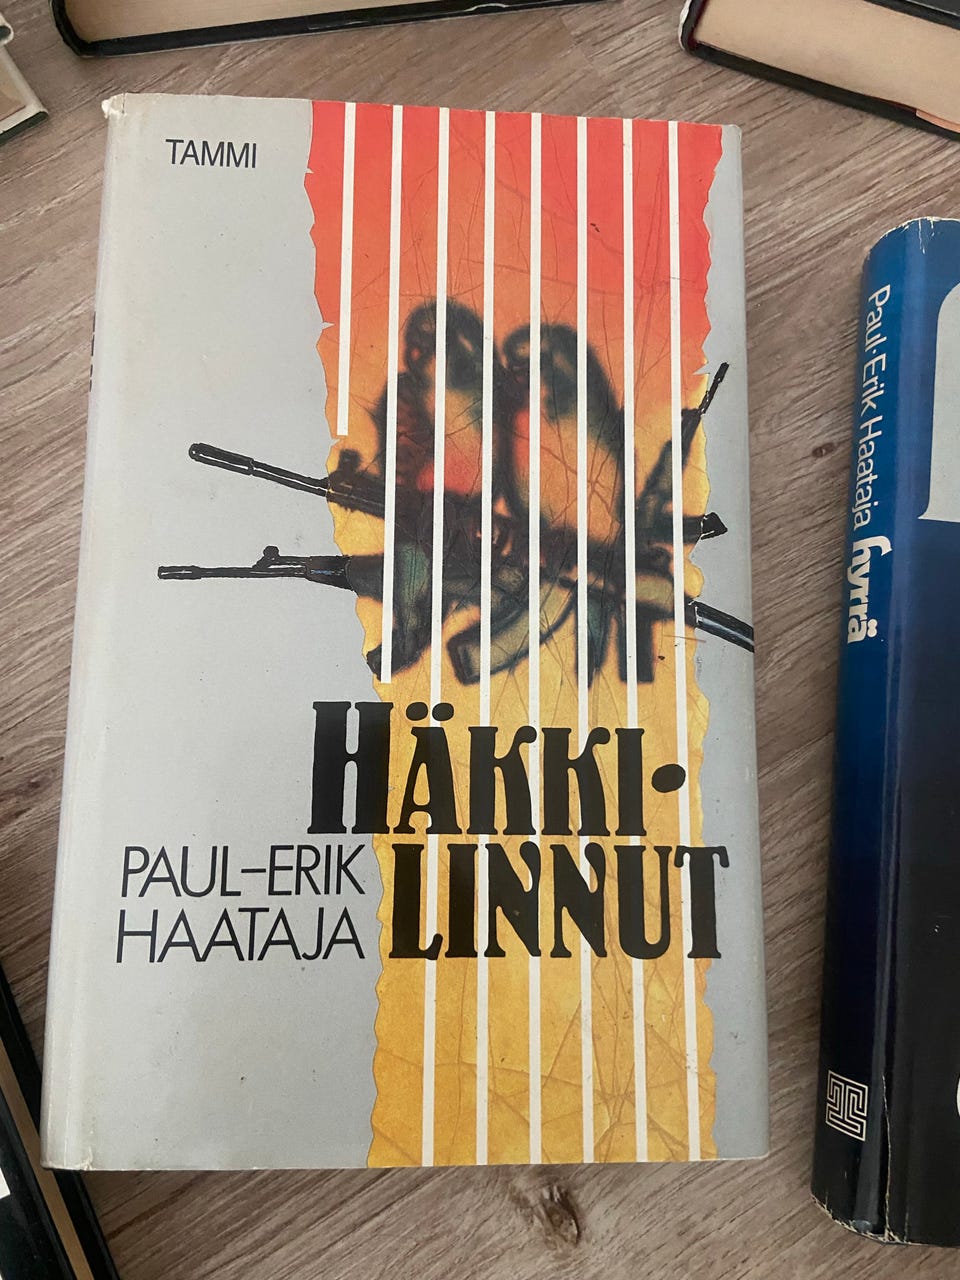 TAMMI
HÄKKI-
LINNUT
PAUL-ERIK
HAATAJA
Paul-Erik Haataja hyrrä